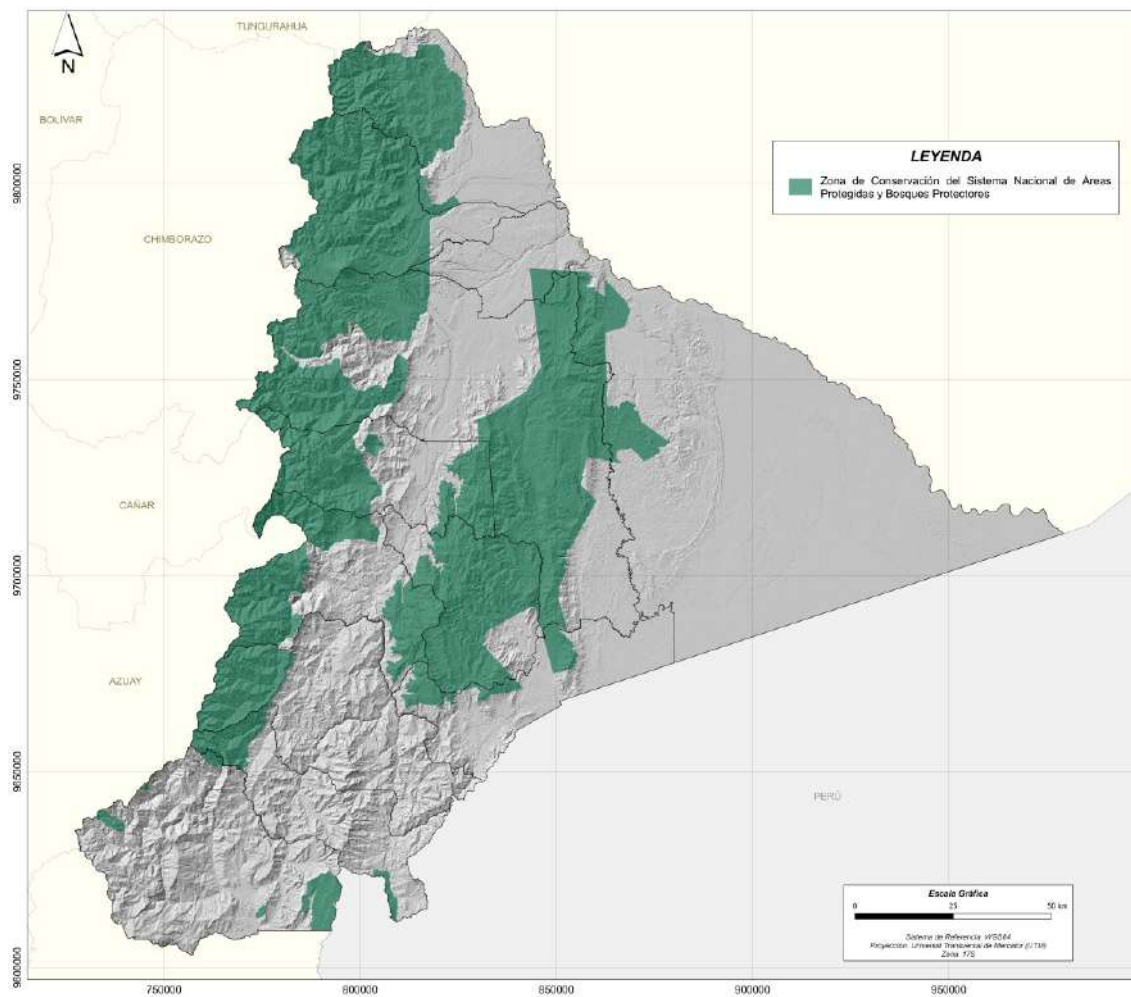 TUNGURAHUA
N
BOLÍVAR
LEYENDA
Zona de Conservación del Sistema Nacional de Áreas
Protegidas y Bosques Protectores
9800000
CHIMBORAZO
9750000
CAÑAR
9700000
AZUAY
9650000
PERÚ
Escala Gráfica
0 25 50 km
Sistema de Referencia: WGS84
Proyección: Universal Transversal de Mercator (UTM)
Zona: 17S
9600000
750000 800000 850000 900000 950000